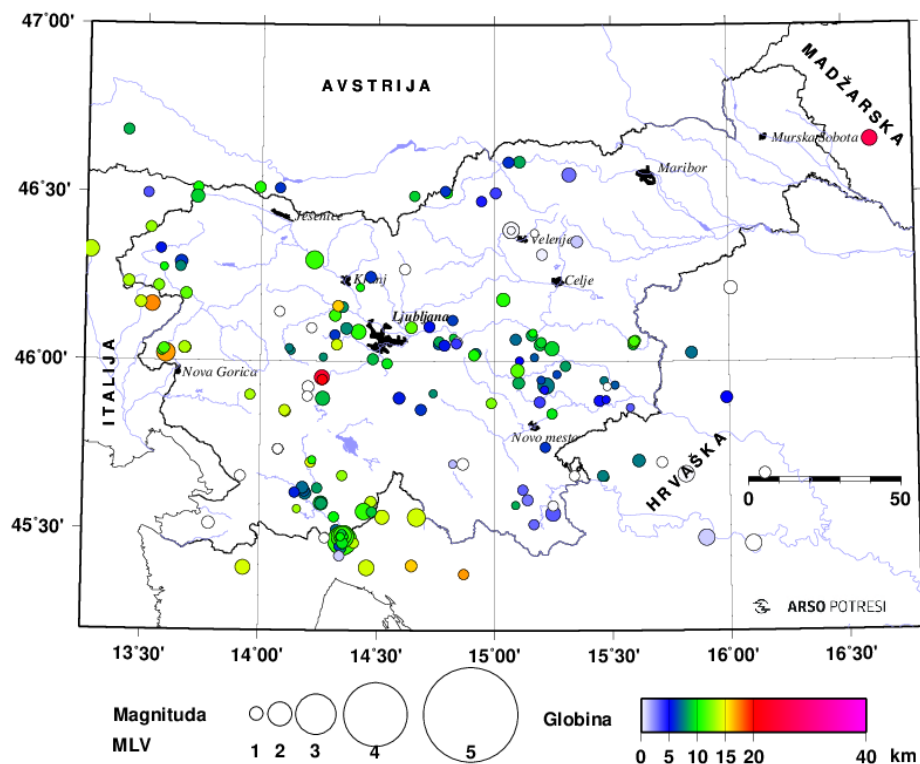 47°00'
AVSTRIJA
MADŽARSKA
Murska Sobota
Maribor
46°30'
Jesenice
Velenje
Kranj
Celje
Ljubljana
46°00'
ITALIJA
Nova Gorica
Novo mesto
HRVAŠKA
0 50
45°30'
ARSO POTRESI
13°30' 14°00' 14°30' 15°00' 15°30' 16°00' 16°30'
Magnituda
MLV
1 2 3 4 5
Globina
0 5 10 15 20 40 km